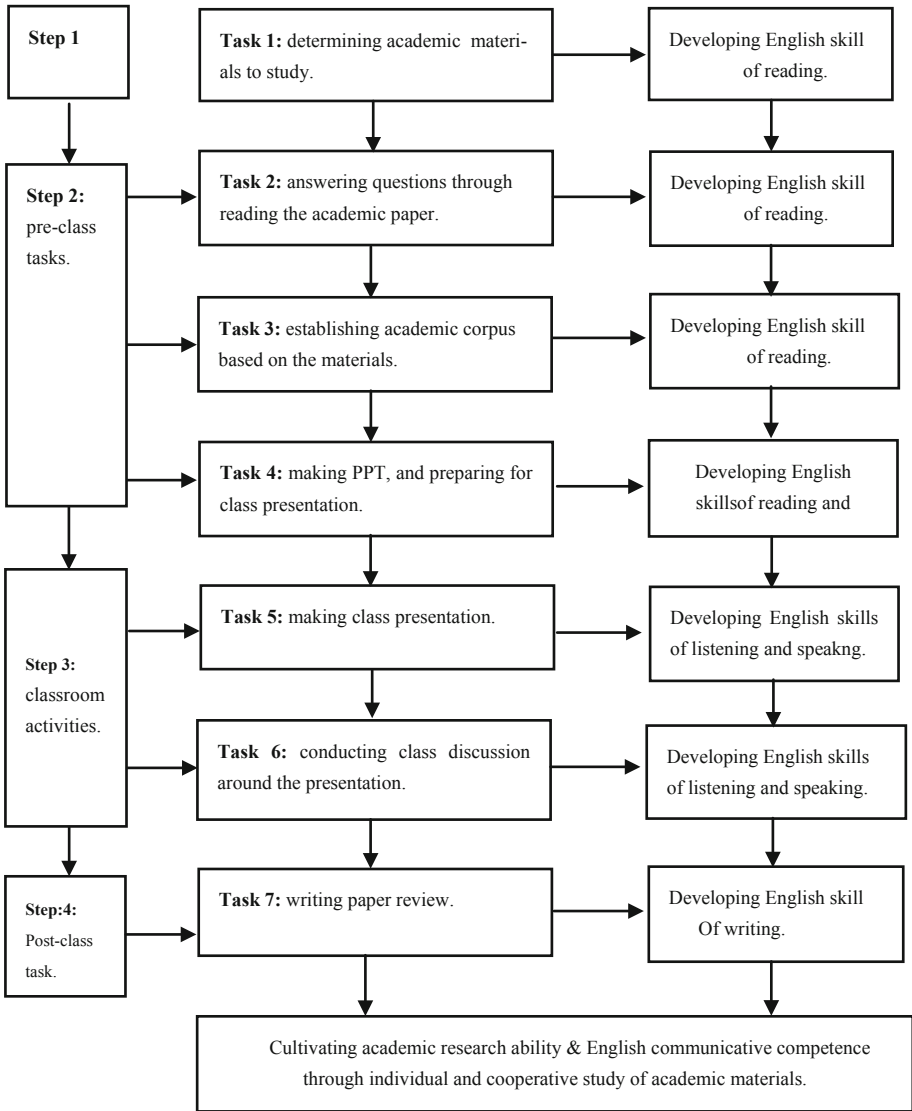 Step 1
Task 1: determining academic materi-
als to study.
Developing English skill
of reading.
Step 2:
pre-class
tasks.
Task 2: answering questions through
reading the academic paper.
Developing English skill
of reading.
Task 3: establishing academic corpus
based on the materials.
Developing English skill
of reading.
Task 4: making PPT, and preparing for
class presentation.
Developing English
skillsof reading and
Step 3:
classroom
activities.
Task 5: making class presentation.
Developing English skills
of listening and speakng.
Task 6: conducting class discussion
around the presentation.
Developing English skills
of listening and speaking.
Step:4:
Post-class
task.
Task 7: writing paper review.
Developing English skill
Of writing.
Cultivating academic research ability & English communicative competence
through individual and cooperative study of academic materials.